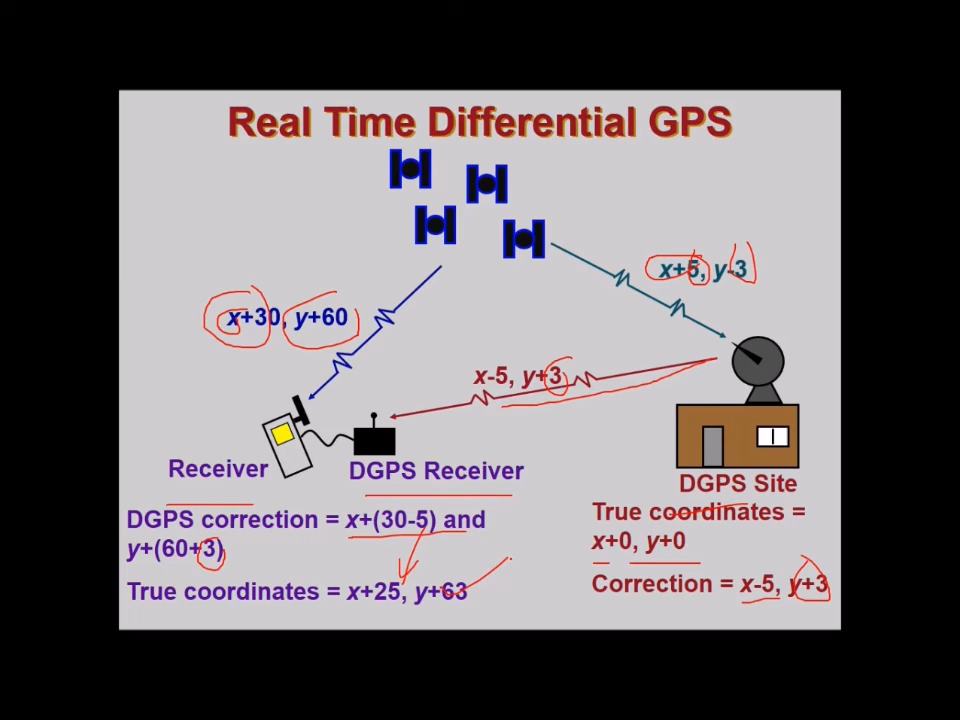 Real Time Differential GPS
x+5, y-3
x+30, y+60
x-5, y+3
Receiver
DGPS Receiver
DGPS Site
DGPS correction = x+(30-5) and
y+(60+3)
True coordinates = x+25, y+63
True coordinates =
x+0, y+0
Correction = x-5, y+3